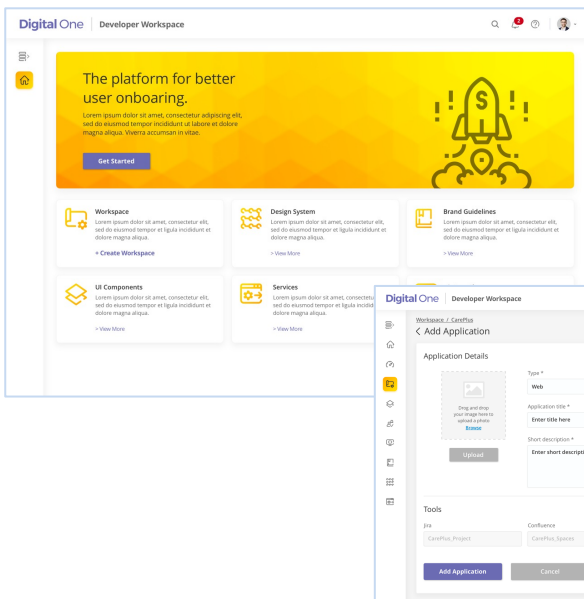 Digital One
Developer Workspace
2
The platform for better
user onboaring.
Lorem ipsum dolor sit amet, consectetur adipiscing elit,
sed do eiusmod tempor incididunt ut labore et dolore
magna aliqua. Viverra accumsan in vitae.
Get Started
$
Workspace
Lorem ipsum dolor sit amet, consectetur elit,
sed do eiusmod tempor et ligula incididunt et
dolore magna aliqua.
+ Create Workspace
Design System
Lorem ipsum dolor sit amet, consectetur elit,
sed do eiusmod tempor et ligula incididunt et
dolore magna aliqua.
> View More
Brand Guidelines
Lorem ipsum dolor sit amet, consectetur elit,
sed do eiusmod tempor et ligula incididunt et
dolore magna aliqua.
> View More
UI Components
Lorem ipsum dolor sit amet, consectetur elit,
sed do eiusmod tempor et ligula incididunt et
dolore magna aliqua.
> View More
Services
Lorem ipsum dolor sit amet, consectetu
sed do eiusmod tempor et ligula incidid
dolore magna aliqua.
> View More
Digital One
Developer Workspace
Workspace / CarePlus
< Add Application
Application Details
Drag and drop
your image here to
upload a photo
Browse
Upload
Type *
Web
Application title *
Enter title here
Short description *
Enter short descripti
Tools
Jira
CarePlus_Project
Confluence
CarePlus_Spaces
Add Application
Cancel